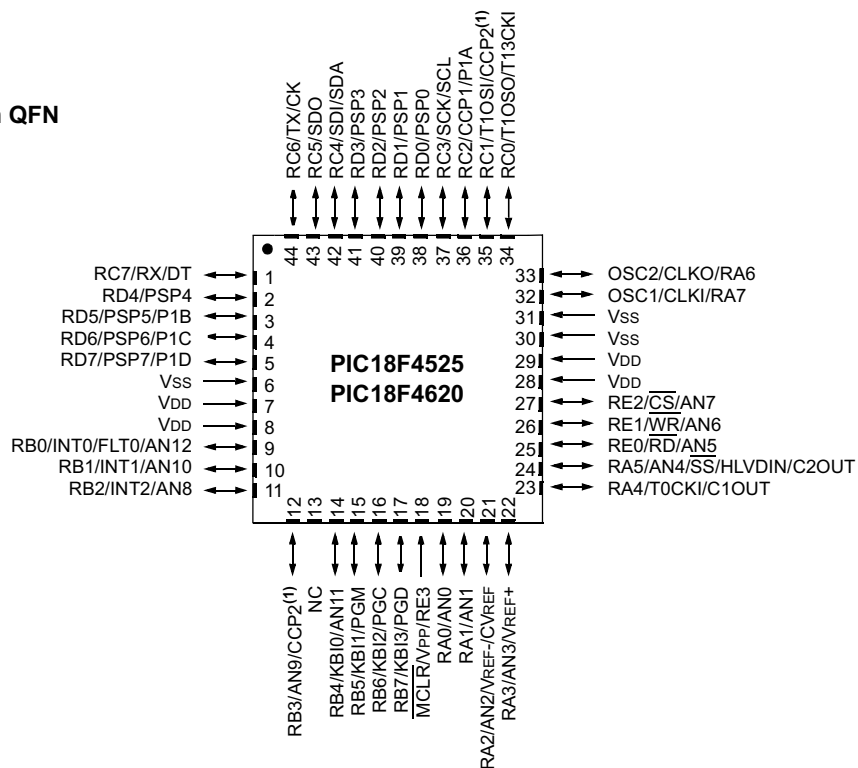 QFN
RC6/TX/CK
RC5/SDO
RC4/SDI/SDA
RD3/PSP3
RD2/PSP2
RD1/PSP1
RD0/PSP0
RC3/SCK/SCL
RC2/CCP1/P1A
RC1/T1OSI/CCP2(1)
RC0/T1OSO/T13CKI
44
43
42
41
40
39
38
37
36
35
34
RC7/RX/DT 1
RD4/PSP4 2
RD5/PSP5/P1B 3
RD6/PSP6/P1C 4
RD7/PSP7/P1D 5
VSS 6
VDD 7
VDD 8
RB0/INT0/FLT0/AN12 9
RB1/INT1/AN10 10
RB2/INT2/AN8 11
PIC18F4525
PIC18F4620
33 OSC2/CLKO/RA6
32 OSC1/CLKI/RA7
31 VSS
30 VSS
29 VDD
28 VDD
27 RE2/CS/AN7
26 RE1/WR/AN6
25 RE0/RD/AN5
24 RA5/AN4/SS/HLVDIN/C2OUT
23 RA4/T0CKI/C1OUT
12
13
14
15
16
17
18
19
20
21
22
RB3/AN9/CCP2(1)
NC
RB4/KBI0/AN11
RB5/KBI1/PGM
RB6/KBI2/PGC
RB7/KBI3/PGD
MCLR/VPP/RE3
RA0/AN0
RA1/AN1
RA2/AN2/VREF-/CVREF
RA3/AN3/VREF+